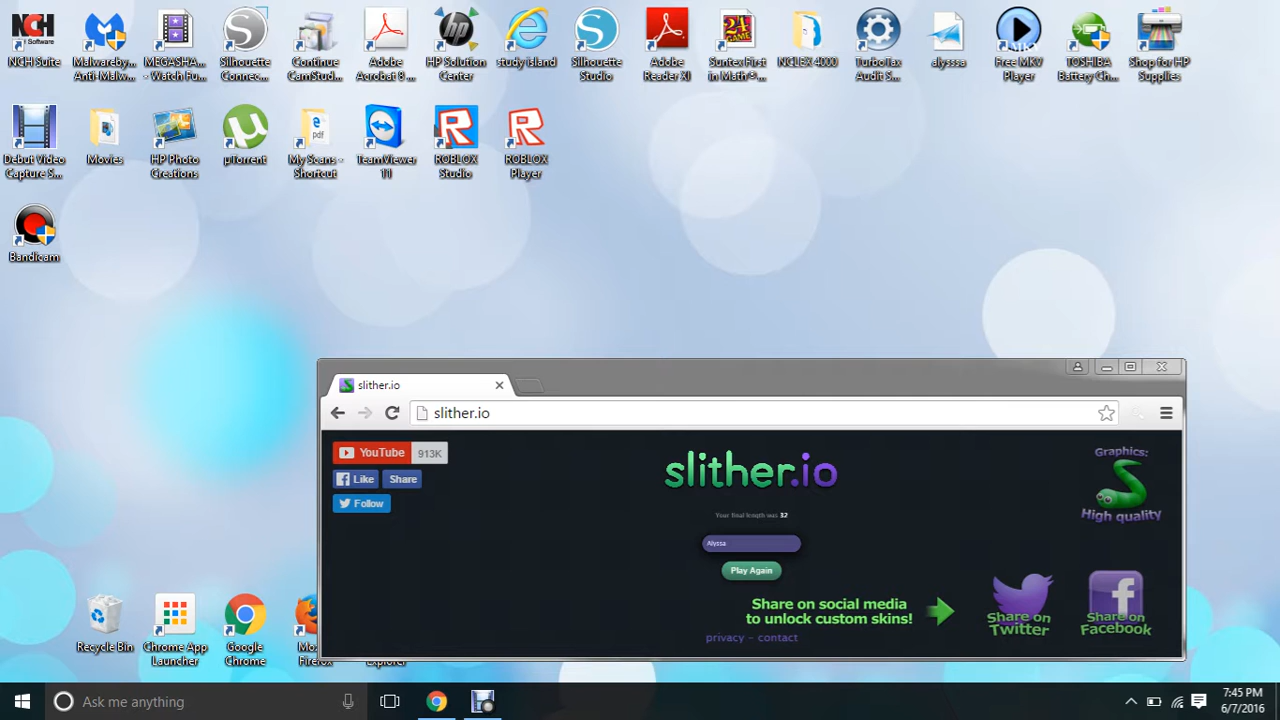 NCH Suite
Malwareby... Anti-Malw...
MEGASHA... - Watch Fu...
Silhouette Connec...
Continue CamStud...
Adobe Acrobat 8 ...
HP Solution Center
study island
Silhouette Studio
Adobe Reader XI
Suntex First in Math ®...
NCLEX 4000
TurboTax Audit S...
alysssa
Free MKV Player
TOSHIBA Battery Ch...
Shop for HP Supplies
Debut Video Capture S...
Movies
HP Photo Creations
µTorrent
My Scans - Shortcut
TeamViewer 11
ROBLOX Studio
ROBLOX Player
Bandicam
slither.io
slither.io
YouTube 913K
Like Share
Follow
slither.io
Your final length was 32
Alyssa
Play Again
Share on social media
to unlock custom skins!
privacy - contact
Graphics:
High quality
Share on Twitter
Share on Facebook
Recycle Bin
Chrome App Launcher
Google Chrome
Firefox
Explorer
Ask me anything
7:45 PM
6/7/2016